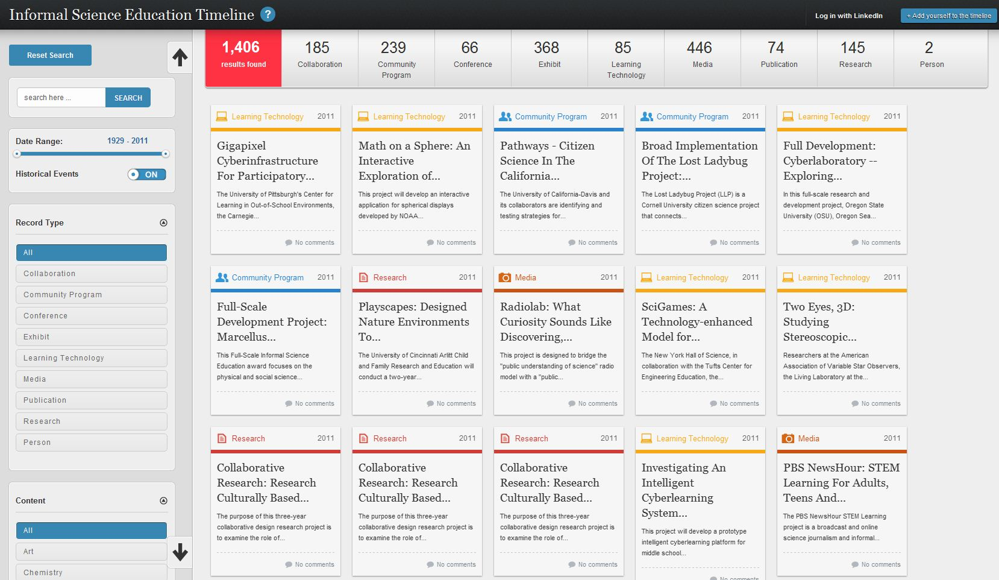 Informal Science Education Timeline ?
Log in with LinkedIn
+ Add yourself to the timeline
Reset Search
search here ...
SEARCH
Date Range:
1929 - 2011
Historical Events
ON
Record Type
All
Collaboration
Community Program
Conference
Exhibit
Learning Technology
Media
Publication
Research
Person
Content
All
Art
Chemistry
1,406
results found
185
Collaboration
239
Community
Program
66
Conference
368
Exhibit
85
Learning
Technology
446
Media
74
Publication
145
Research
2
Person
Learning Technology 2011
Gigapixel
Cyberinfrastructure
For Participatory...
The University of Pittsburgh's Center for
Learning in Out-of-School Environments,
the Carnegie...
No comments
Learning Technology 2011
Math on a Sphere: An
Interactive
Exploration of...
This project will develop an interactive
application for spherical displays
developed by NOAA...
No comments
Community Program 2011
Pathways - Citizen
Science In The
California...
The University of California-Davis and
its collaborators are identifying and
testing strategies for...
No comments
Community Program 2011
Broad Implementation
Of The Lost Ladybug
Project:...
The Lost Ladybug Project (LLP) is a
Cornell University citizen science project
that connects...
No comments
Learning Technology 2011
Full Development:
Cyberlaboratory --
Exploring...
In this full-scale research and
development project, Oregon State
University (OSU), Oregon Sea...
No comments
Community Program 2011
Full-Scale
Development Project:
Marcellus...
This Full-Scale Informal Science
Education award focuses on the
physical and social science...
No comments
Research 2011
Playscapes: Designed
Nature Environments
To...
The University of Cincinnati Arlitt Child
and Family Research and Education will
conduct a two-year...
No comments
Media 2011
Radiolab: What
Curiosity Sounds Like
Discovering,...
This project is designed to bridge the
"public understanding of science" radio
model with a "public...
No comments
Learning Technology 2011
SciGames: A
Technology-enhanced
Model for...
The New York Hall of Science, in
collaboration with the Tufts Center for
Engineering Education, the...
No comments
Learning Technology 2011
Two Eyes, 3D:
Studying
Stereoscopic...
Researchers at the American
Association of Variable Star Observers,
the Living Laboratory at the...
No comments
Research 2011
Collaborative
Research: Research
Culturally Based...
The purpose of this three-year
collaborative design research project is
to examine the role of...
No comments
Research 2011
Collaborative
Research: Research
Culturally Based...
The purpose of this three-year
collaborative design research project is
to examine the role of...
No comments
Research 2011
Collaborative
Research: Research
Culturally Based...
The purpose of this three-year
collaborative design research project is
to examine the role of...
No comments
Learning Technology 2011
Investigating An
Intelligent
Cyberlearning
System...
This project will develop a prototype
intelligent cyberlearning platform for
middle school...
No comments
Media 2011
PBS NewsHour: STEM
Learning For Adults,
Teens And...
The PBS NewsHour STEM Learning
project is a broadcast and online
science journalism and informal...
No comments